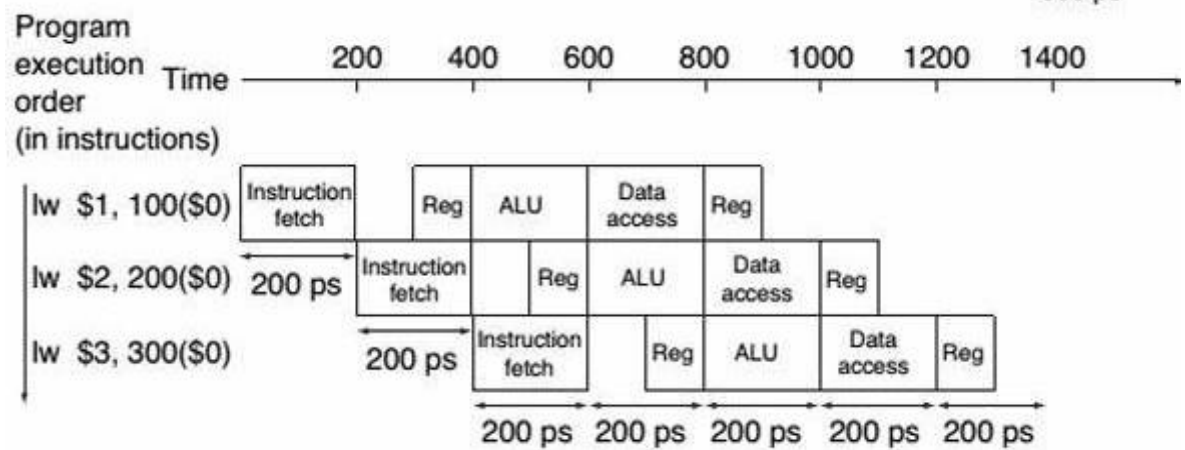 Program
execution
order
(in instructions)
Time
200 400 600 800 1000 1200 1400
lw $1, 100($0)
Instruction
fetch
Reg
ALU
Data
access
Reg
lw $2, 200($0)
200 ps
Instruction
fetch
Reg
ALU
Data
access
Reg
lw $3, 300($0)
200 ps
Instruction
fetch
Reg
ALU
Data
access
Reg
200 ps 200 ps 200 ps 200 ps 200 ps